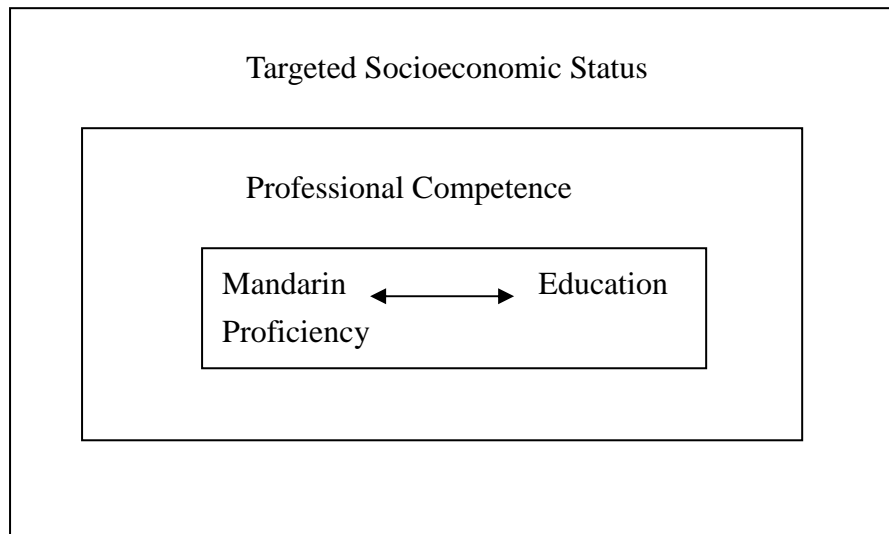 Targeted Socioeconomic Status
Professional Competence
Mandarin Education
Proficiency